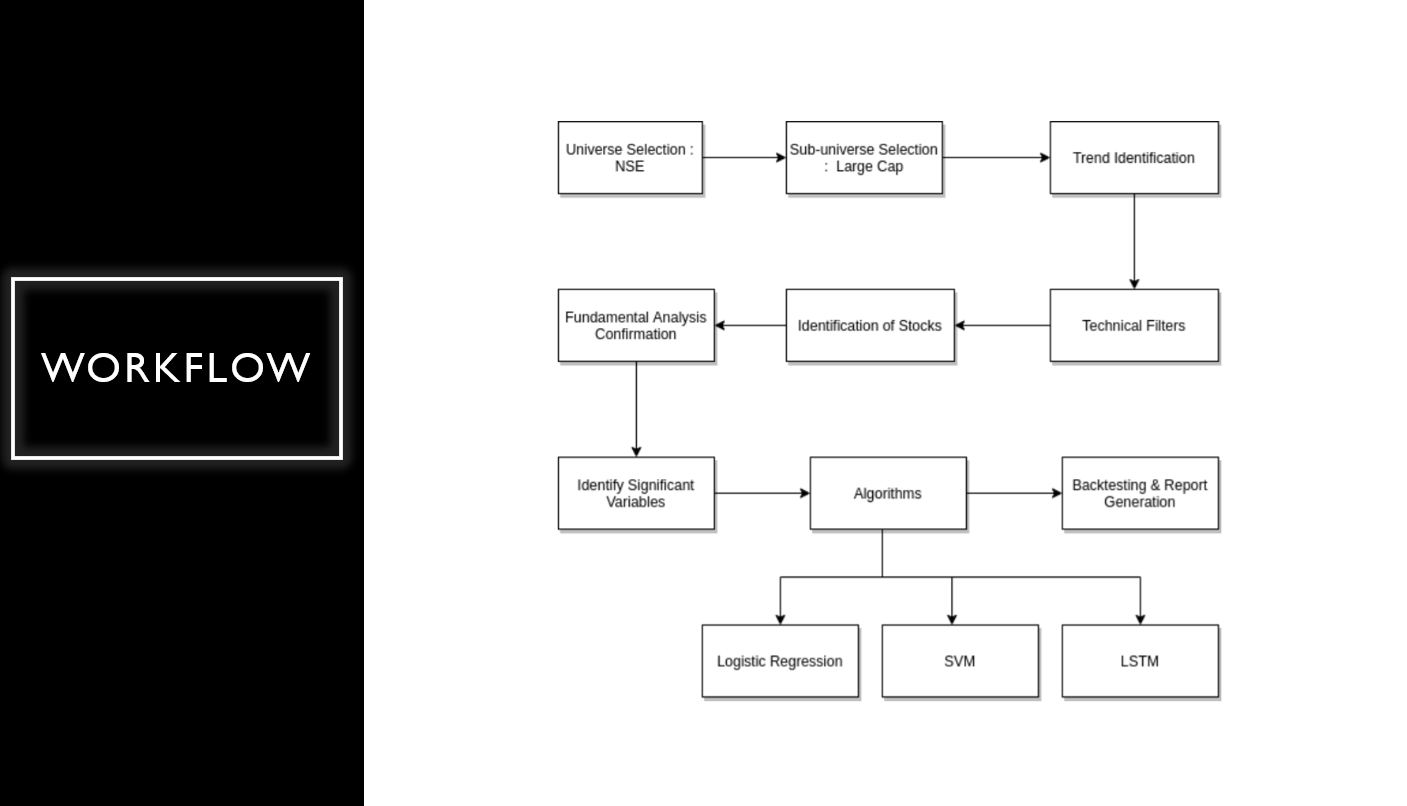 WORKFLOW
Universe Selection :
NSE
Sub-universe Selection
: Large Cap
Trend Identification
Fundamental Analysis
Confirmation
Identification of Stocks
Technical Filters
Identify Significant
Variables
Algorithms
Backtesting & Report
Generation
Logistic Regression
SVM
LSTM